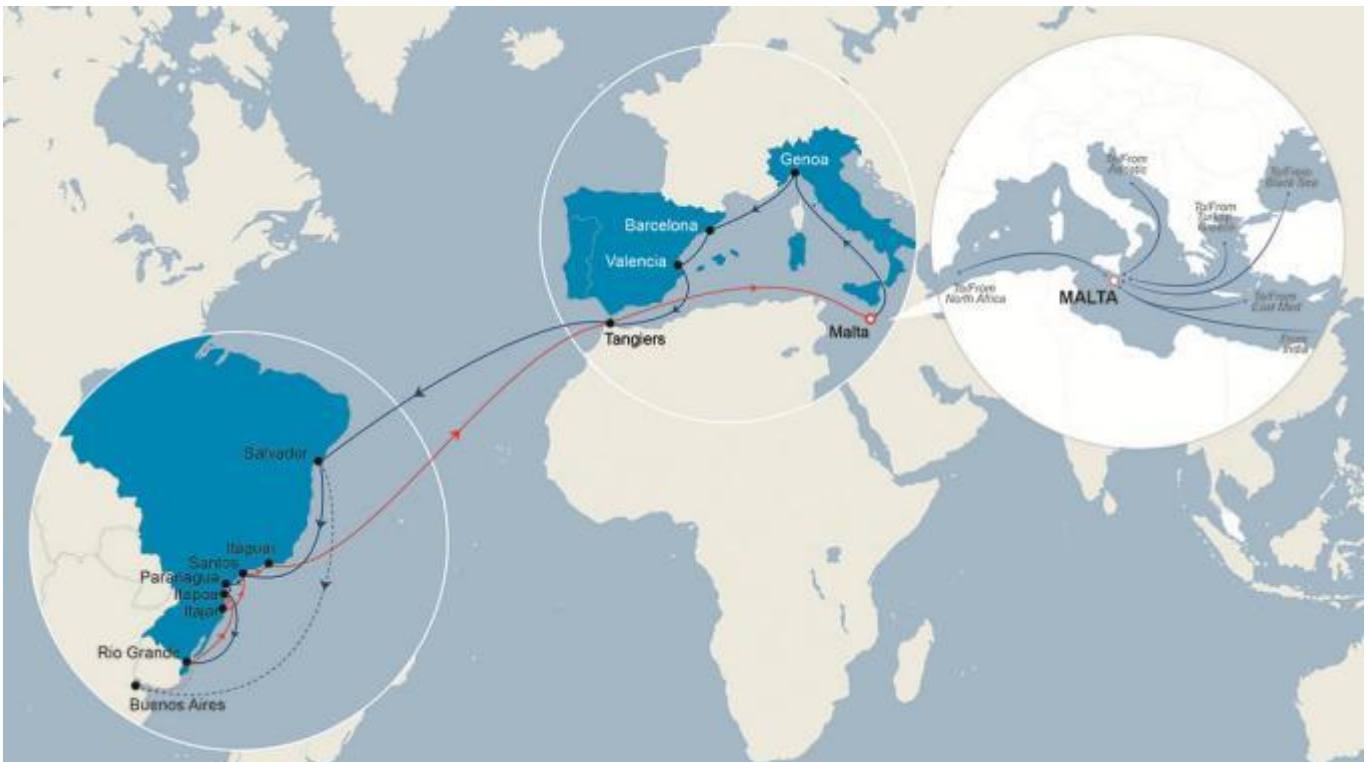 Genoa
Barcelona
Valencia
Tangiers
Malta
To/From
Adriatic
To/From
Black Sea
To/From
Turkey
To/From
North Africa
MALTA
To/From
East Med
From
India
Salvador
Itaguai
Santos
Paranagua
Itapoa
Itajai
Rio Grande
Buenos Aires